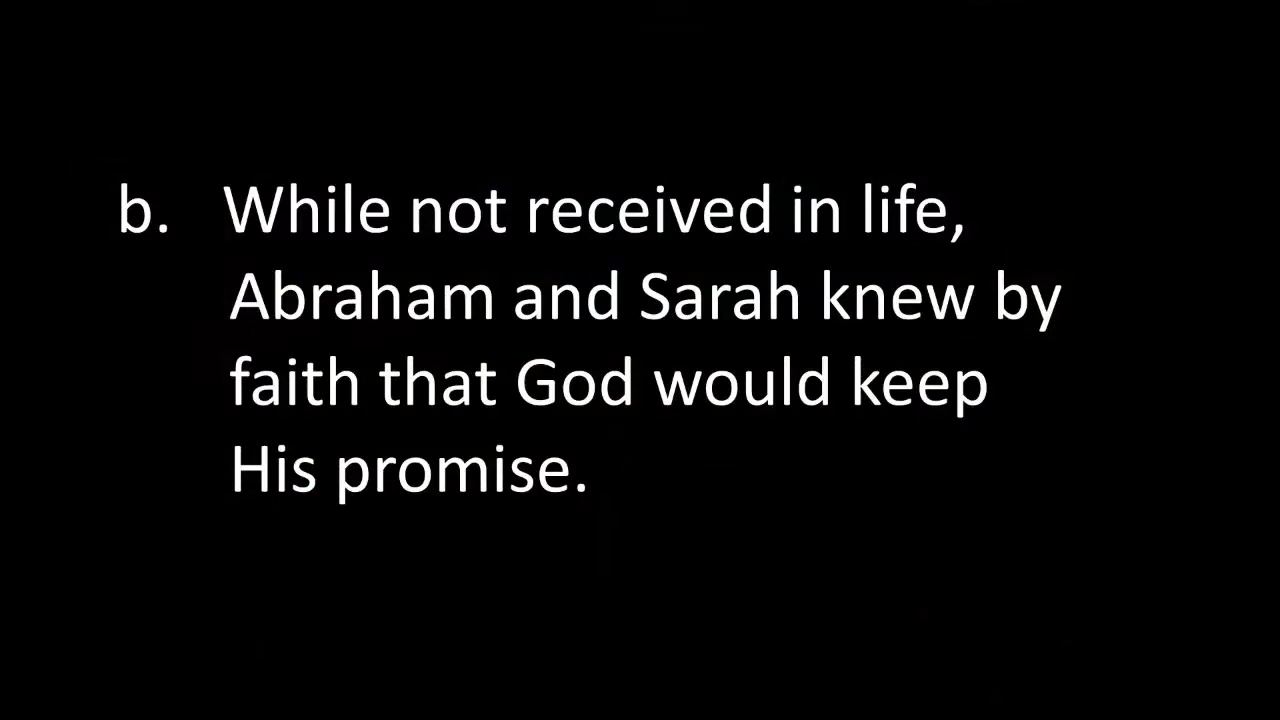 b. While not received in life,
Abraham and Sarah knew by
faith that God would keep
His promise.